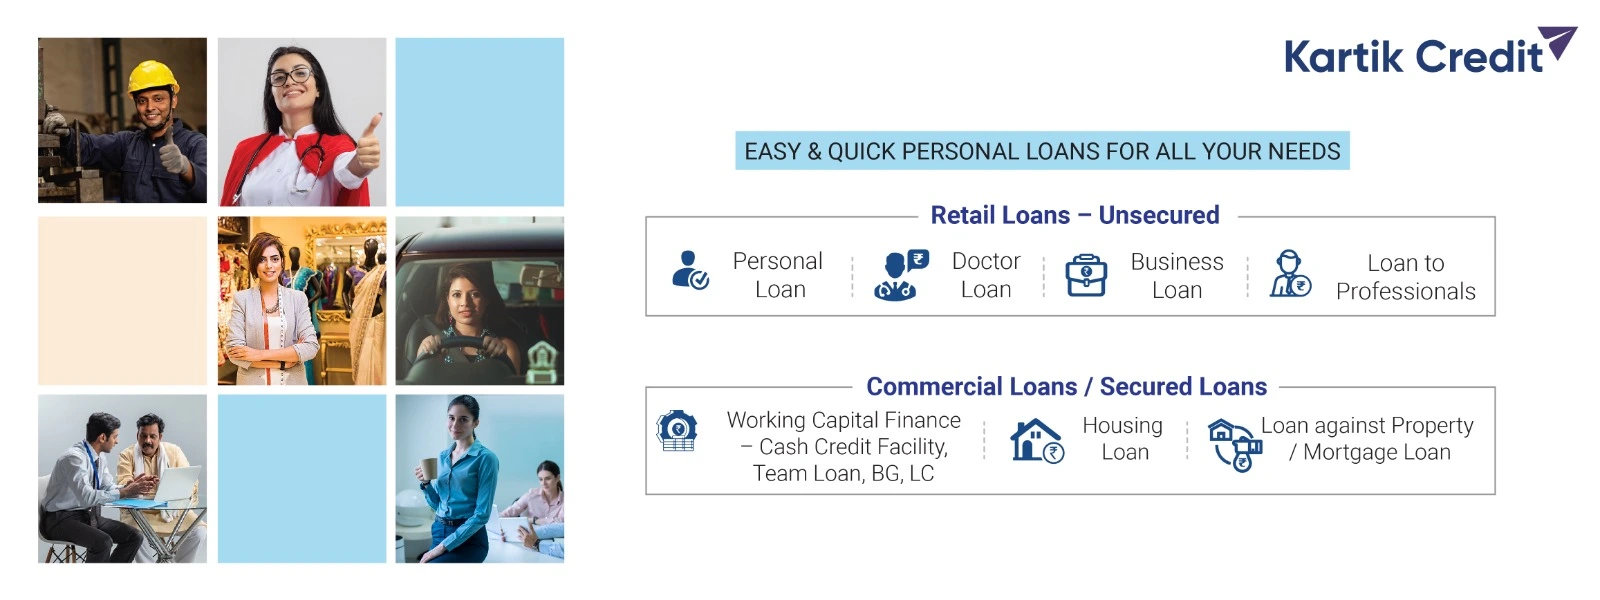 Kartik Credit
EASY & QUICK PERSONAL LOANS FOR ALL YOUR NEEDS
Retail Loans – Unsecured
Personal
Loan
Doctor
Loan
Business
Loan
Loan to
Professionals
Commercial Loans / Secured Loans
Working Capital Finance
– Cash Credit Facility,
Team Loan, BG, LC
Housing
Loan
Loan against Property
/ Mortgage Loan